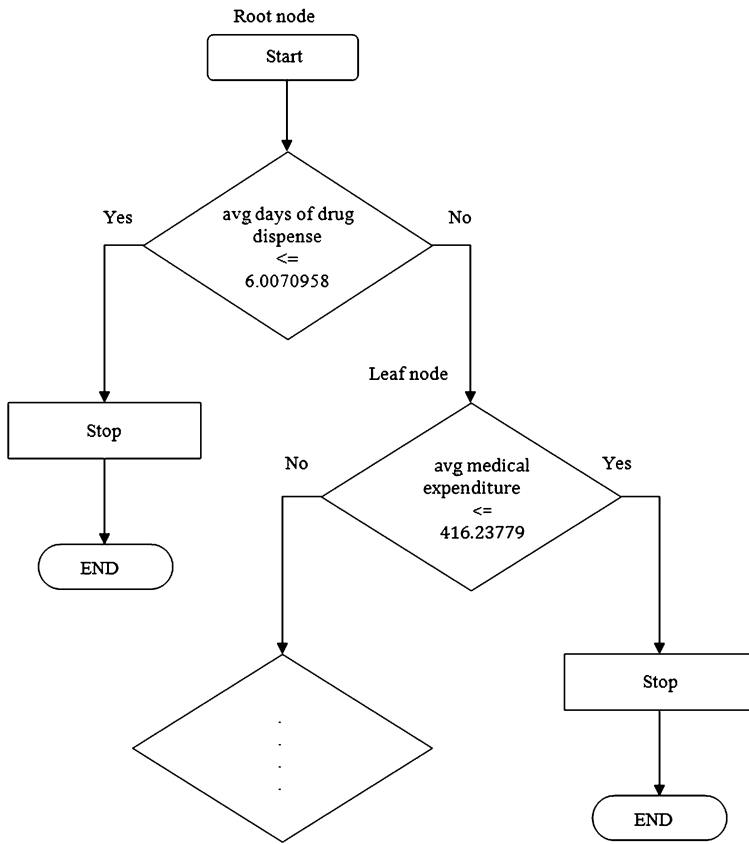 Root node
Start
Yes
avg days of drug
dispense
<=
6.0070958
No
Leaf node
Stop
No
avg medical
expenditure
<=
416.23779
Yes
END
.
.
.
.
Stop
END